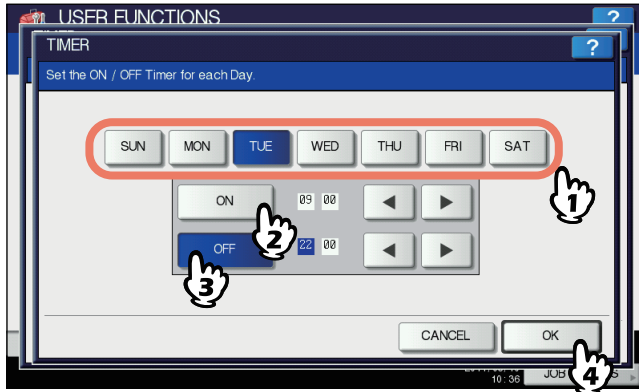 USER FUNCTIONS ?
TIMER ?
Set the ON / OFF Timer for each Day.
SUN MON TUE WED THU FRI SAT
1
ON 09 00
2
OFF 22 00
3
CANCEL OK
10:36 JOB
4